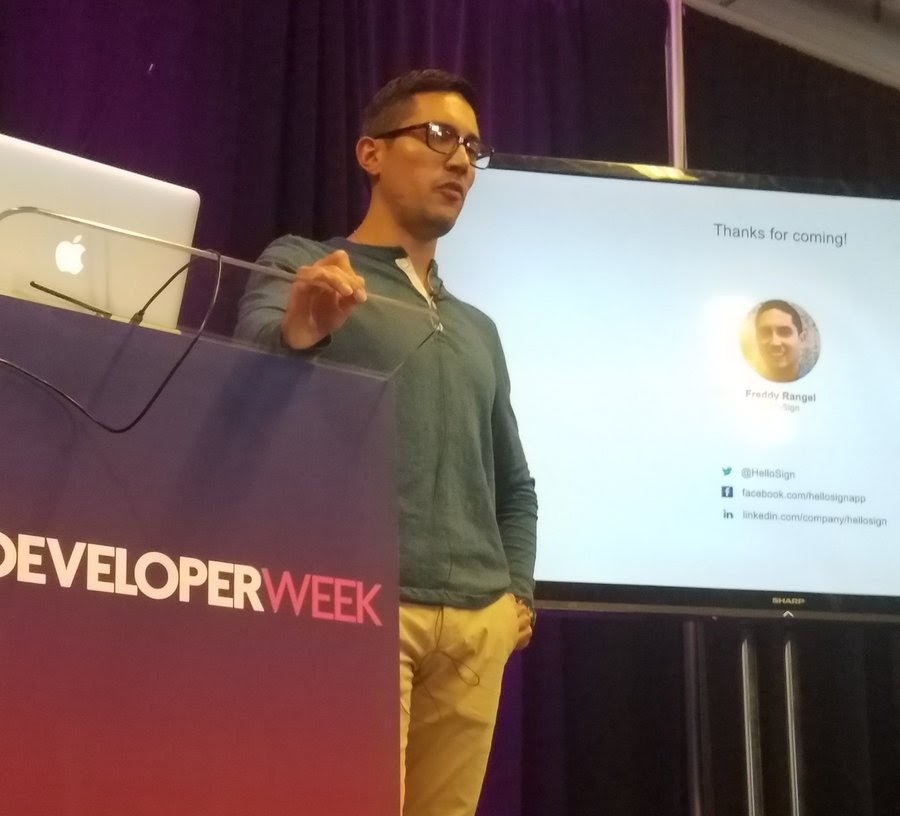 Thanks for coming!
Freddy Rangel
@HelloSign
facebook.com/hellosignapp
linkedin.com/company/hellosign
SHARP
DEVELOPERWEEK